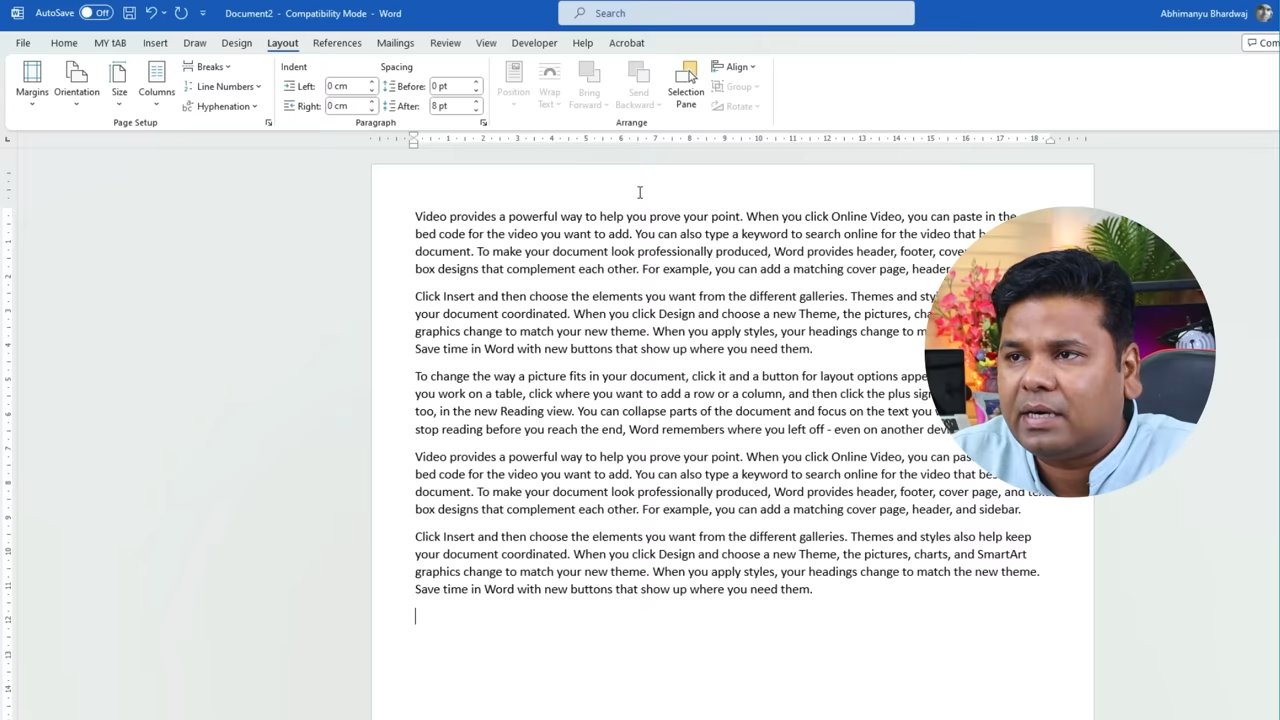 AutoSave Off Document2 - Compatibility Mode - Word Search Abhimanyu Bhardwaj
File Home MY tAB Insert Draw Design Layout References Mailings Review View Developer Help Acrobat
Margins Orientation Size Columns
Breaks
Line Numbers
Hyphenation
Page Setup
Indent Spacing
Left: 0 cm Before: 0 pt
Right: 0 cm After: 8 pt
Paragraph
Position Wrap Text Bring Forward Send Backward Selection Pane
Align
Group
Rotate
Arrange
1 2 3 4 5 6 7 8 9 10 11 12 13 14 15 16 17 18
Video provides a powerful way to help you prove your point. When you click Online Video, you can paste in the
bed code for the video you want to add. You can also type a keyword to search online for the video that
document. To make your document look professionally produced, Word provides header, footer,
box designs that complement each other. For example, you can add a matching cover page, header
Click Insert and then choose the elements you want from the different galleries. Themes and
your document coordinated. When you click Design and choose a new Theme, the pictures,
graphics change to match your new theme. When you apply styles, your headings change to
Save time in Word with new buttons that show up where you need them.
To change the way a picture fits in your document, click it and a button for layout options
you work on a table, click where you want to add a row or a column, and then click the plus
too, in the new Reading view. You can collapse parts of the document and focus on the text you
stop reading before you reach the end, Word remembers where you left off - even on another
Video provides a powerful way to help you prove your point. When you click Online Video, you can
bed code for the video you want to add. You can also type a keyword to search online for the video that
document. To make your document look professionally produced, Word provides header, footer, cover page, and
box designs that complement each other. For example, you can add a matching cover page, header, and sidebar.
Click Insert and then choose the elements you want from the different galleries. Themes and styles also help keep
your document coordinated. When you click Design and choose a new Theme, the pictures, charts, and SmartArt
graphics change to match your new theme. When you apply styles, your headings change to match the new theme.
Save time in Word with new buttons that show up where you need them.